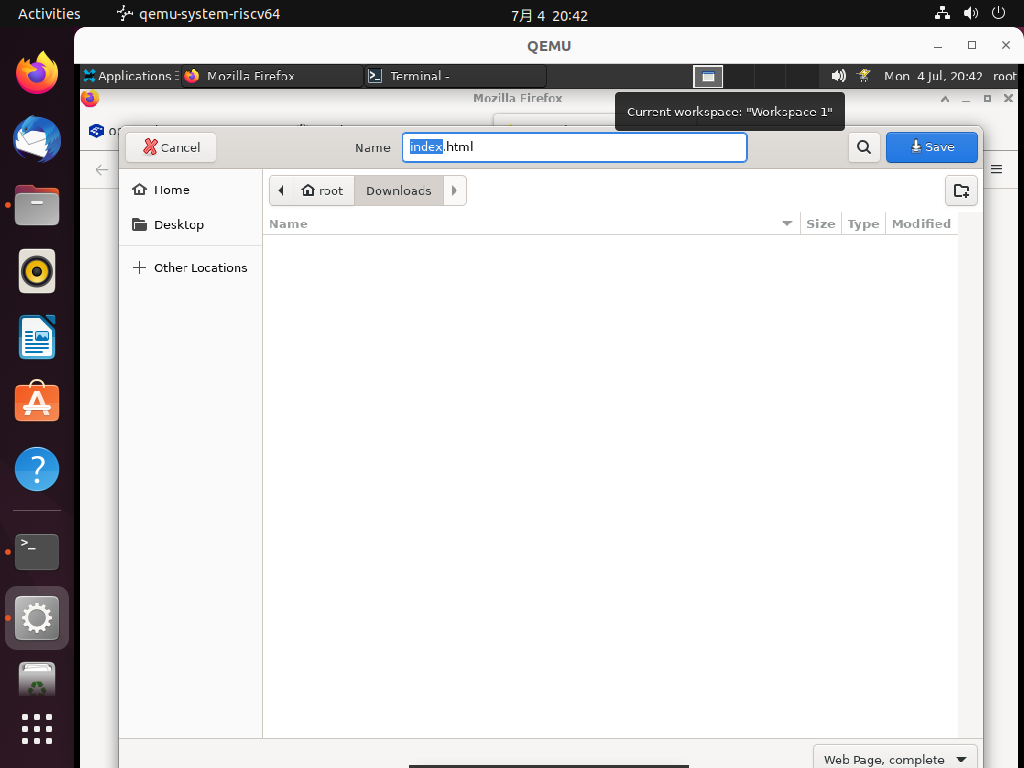 Activities
qemu-system-riscv64
7月 4 20:42
QEMU
Applications
Mozilla Firefox
Terminal -
Mon 4 Jul, 20:42
root
Mozilla Firefox
Current workspace: "Workspace 1"
Cancel
Name
index.html
Save
Home
root
Downloads
Desktop
Name
Size
Type
Modified
Other Locations
Web Page, complete